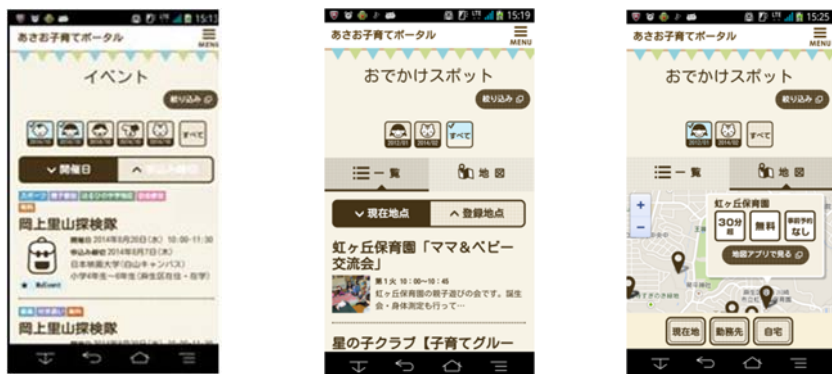 15:13
あさお子育てポータル
MENU
イベント
絞り込み
すべて
開催日
岡上里山探検隊
開催日 2014年8月20日(水) 10:00-11:30
申込み締切 2014年8月7日(木)
日本映画大学(白山キャンパス)
小学4年生～6年生(麻生区在住・在学)
岡上里山探検隊
15:19
あさお子育てポータル
MENU
おでかけスポット
絞り込み
2012/01 2014/02 すべて
一覧 地図
現在地点 登録地点
虹ヶ丘保育園「ママ&ベビー
交流会」
第1火 10:00～10:45
虹ヶ丘保育園の親子遊びの会です。誕生
会・身体測定も行って…
星の子クラブ【子育てグルー
15:25
あさお子育てポータル
MENU
おでかけスポット
絞り込み
2012/01 2014/02 すべて
一覧 地図
+
−
虹ヶ丘保育園
30分
超
無料
事前予約
なし
地図アプリで見る
現在地 勤務先 自宅